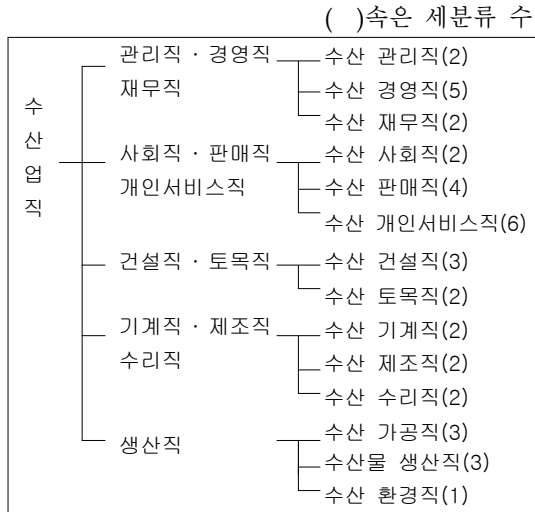 (  )속은 세분류 수
수산업직
관리직 · 경영직
재무직
수산 관리직(2)
수산 경영직(5)
수산 재무직(2)
사회직 · 판매직
개인서비스직
수산 사회직(2)
수산 판매직(4)
수산 개인서비스직(6)
건설직 · 토목직
수산 건설직(3)
수산 토목직(2)
기계직 · 제조직
수리직
수산 기계직(2)
수산 제조직(2)
수산 수리직(2)
생산직
수산 가공직(3)
수산물 생산직(3)
수산 환경직(1)